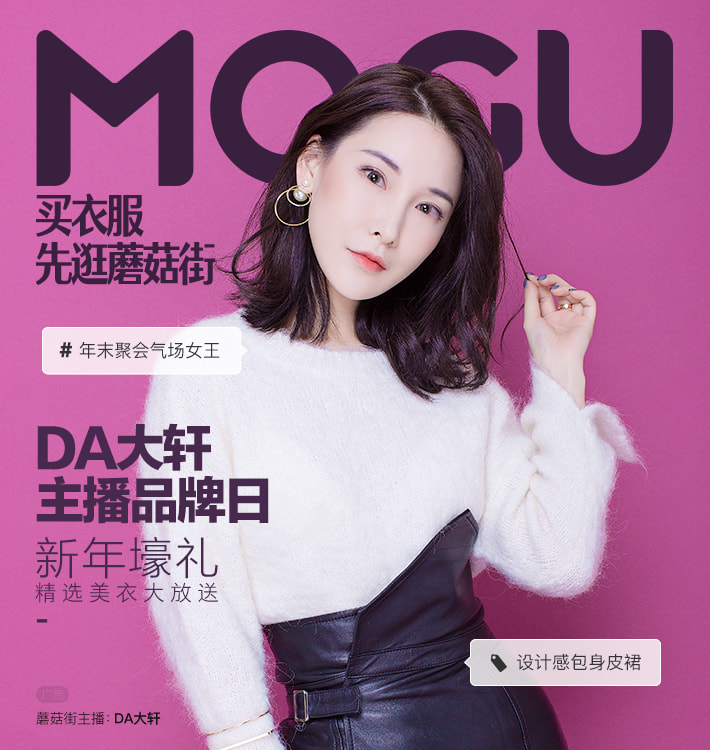 MOGU
买衣服
先逛蘑菇街
# 年末聚会气场女王
DA大轩
主播品牌日
新年壕礼
精选美衣大放送
设计感包身皮裙
广告
蘑菇街主播：DA大轩